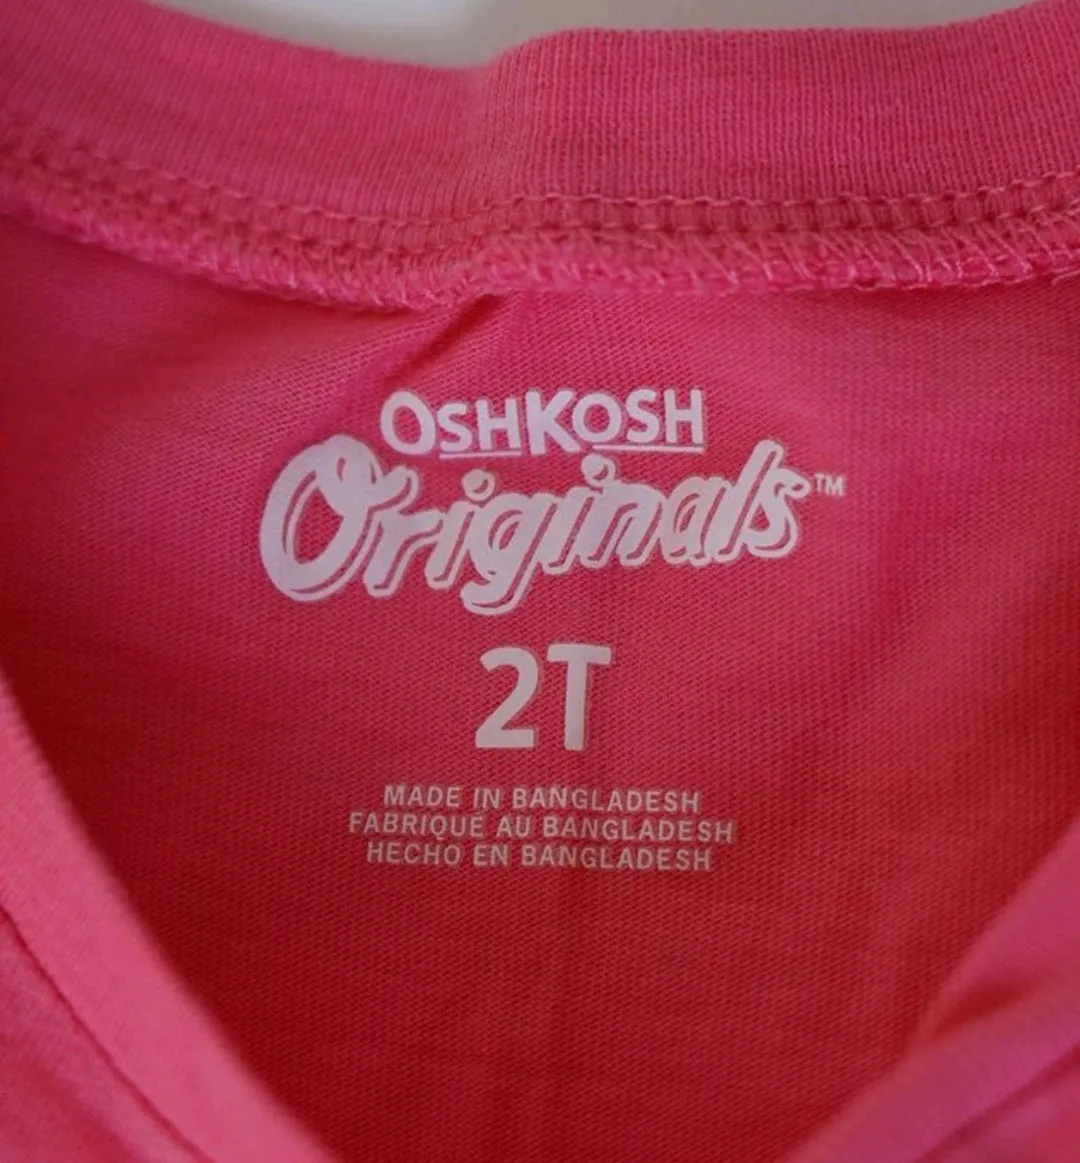 OSHKOSH
Originals™
2T
MADE IN BANGLADESH
FABRIQUÉ AU BANGLADESH
HECHO EN BANGLADESH